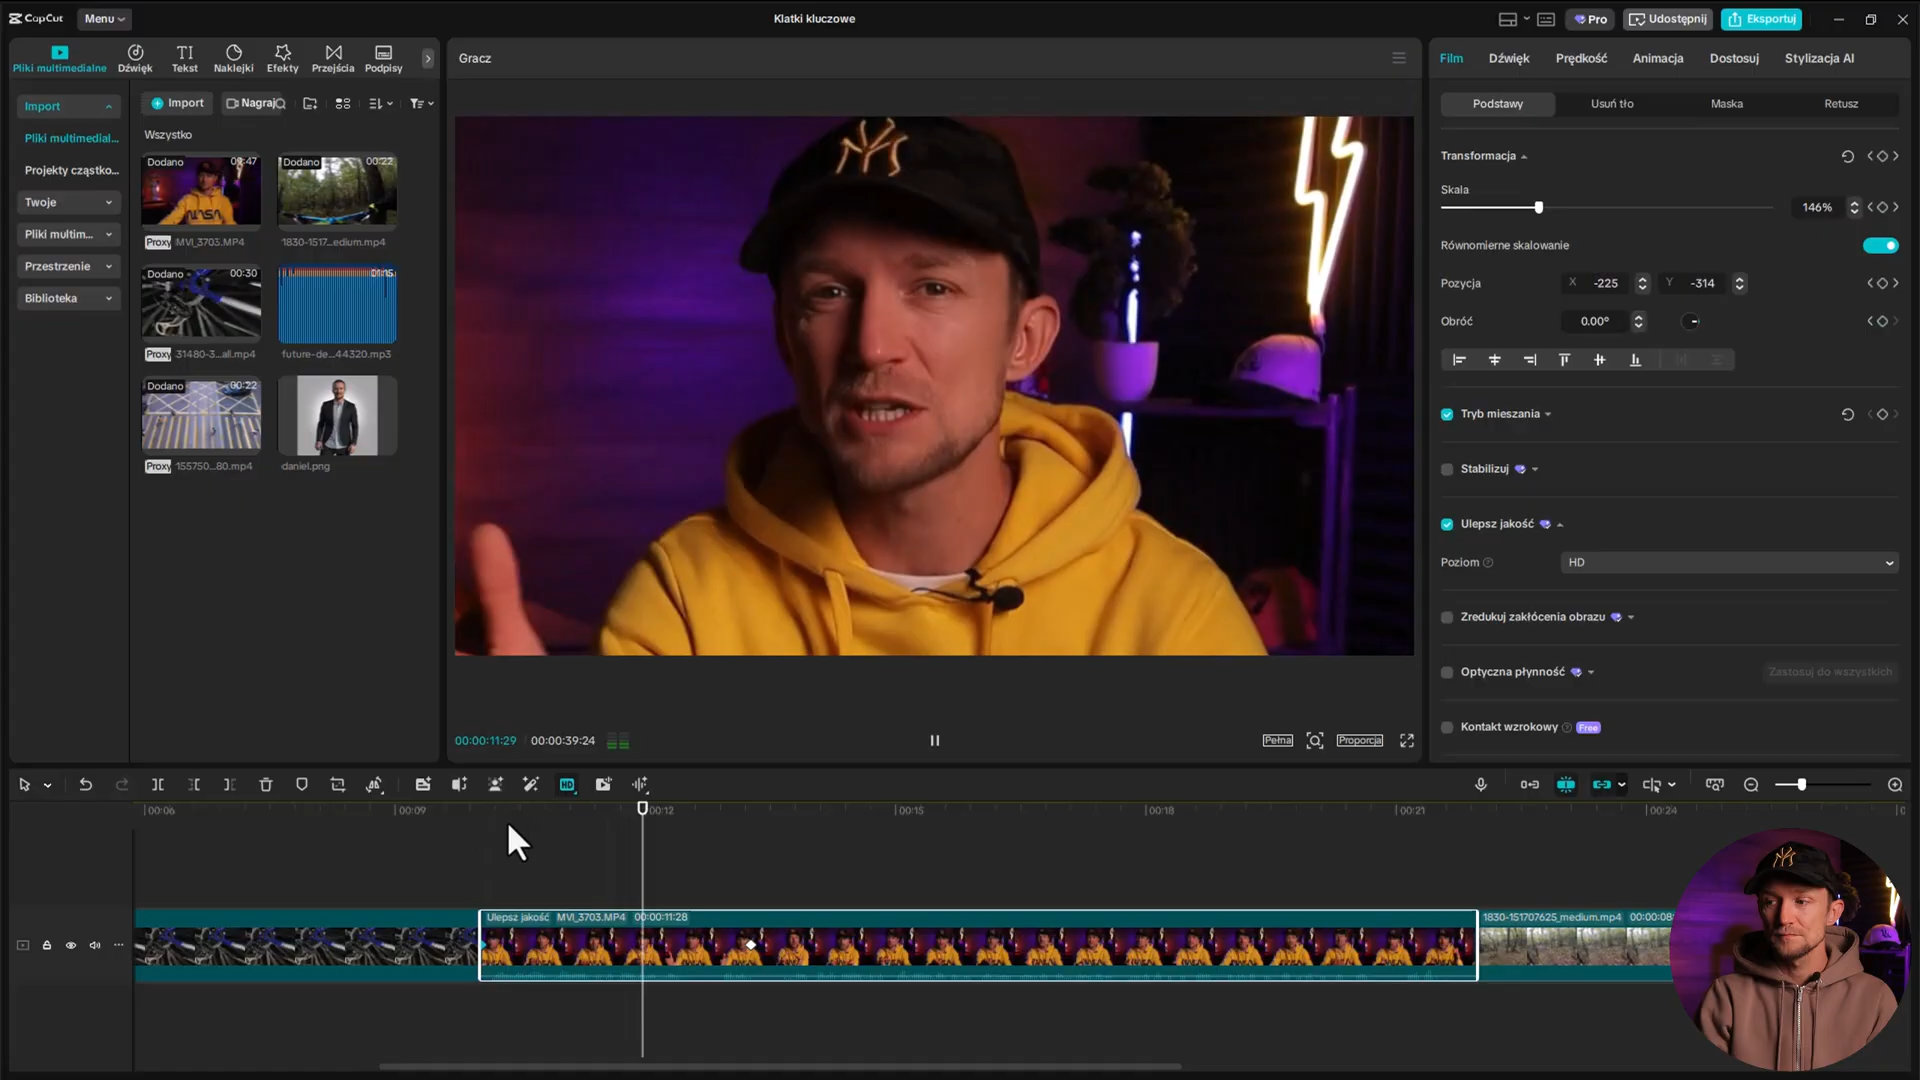 CapCut
Menu
Klatki kluczowe
Pro
Udostępnij
Eksportuj
Pliki multimedialne
Dźwięk
Tekst
Naklejki
Efekty
Przejścia
Podpisy
Import
Pliki multimedial...
Projekty cząstko...
Twoje
Pliki multim...
Przestrzenie
Biblioteka
Import
Nagraj
Wszystko
Dodano 00:47
NASA
Proxy MVI_3703.MP4
Dodano 00:22
1830-1517...edium.mp4
Dodano 00:30
Proxy 31480-3...all.mp4
01:15
future-de...44320.mp3
Dodano 00:22
Proxy 155750...80.mp4
daniel.png
Gracz
00:00:11:29 / 00:00:39:24
Pełna
Proporcja
Film
Dźwięk
Prędkość
Animacja
Dostosuj
Stylizacja AI
Podstawy
Usuń tło
Maska
Retusz
Transformacja
Skala
146%
Równomierne skalowanie
Pozycja X -225 Y -314
Obróć 0.00°
Tryb mieszania
Stabilizuj
Ulepsz jakość
Poziom HD
Zredukuj zakłócenia obrazu
Optyczna płynność
Zastosuj do wszystkich
Kontakt wzrokowy Free
HD
00:06
00:09
00:12
00:15
00:18
00:21
00:24
Ulepsz jakość MVI_3703.MP4 00:00:11:28
1830-151707625_medium.mp4 00:00:08: